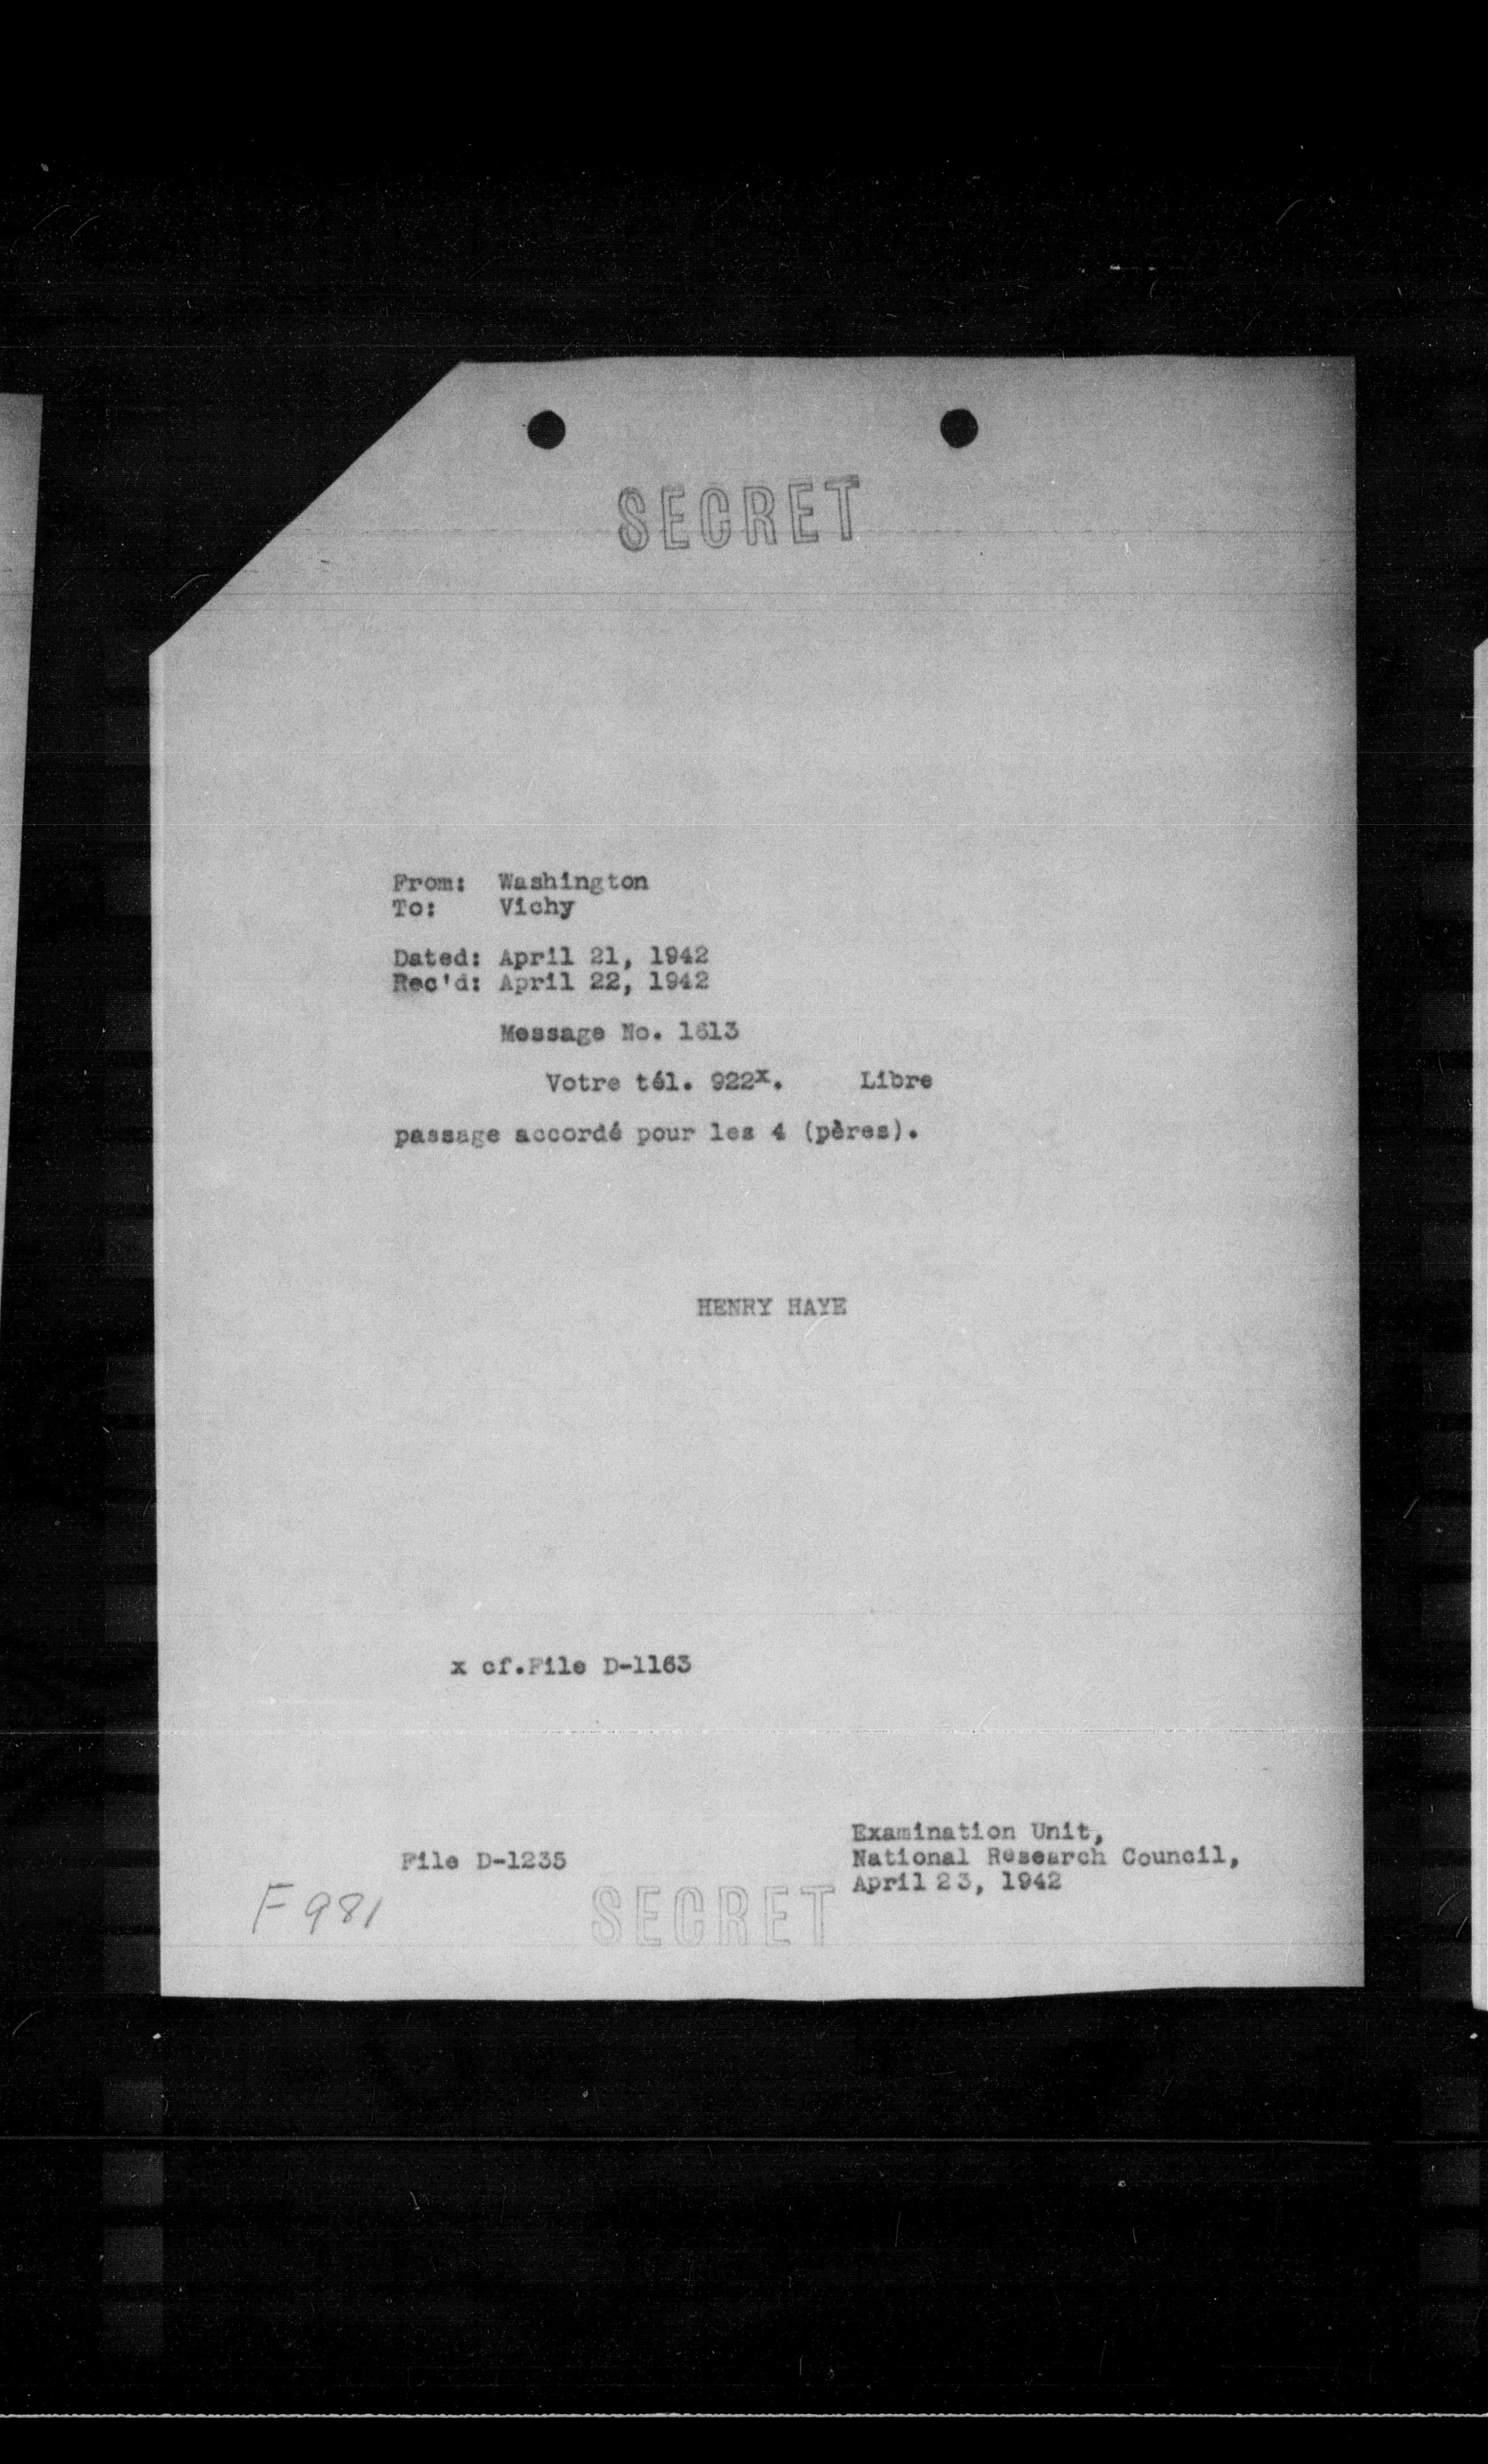 SECRET
From: Washington
To: Vichy
Dated: April 21, 1942
Rec'd: April 22, 1942
Message No. 1613
Votre tél. 922x. Libre
passage accordé pour les 4 (pères).
HENRY HAYE
x cf.File D-1163
Examination Unit,
File D-1235
National Research Council,
April 23, 1942
F 981
SECRET